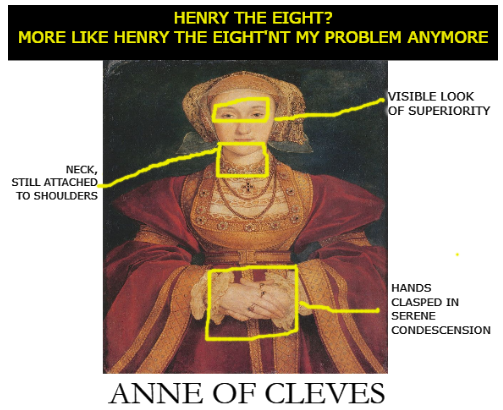 HENRY THE EIGHT?
MORE LIKE HENRY THE EIGHT'NT MY PROBLEM ANYMORE
VISIBLE LOOK
OF SUPERIORITY
NECK,
STILL ATTACHED
TO SHOULDERS
HANDS
CLASPED IN
SERENE
CONDESCENSION
ANNE OF CLEVES